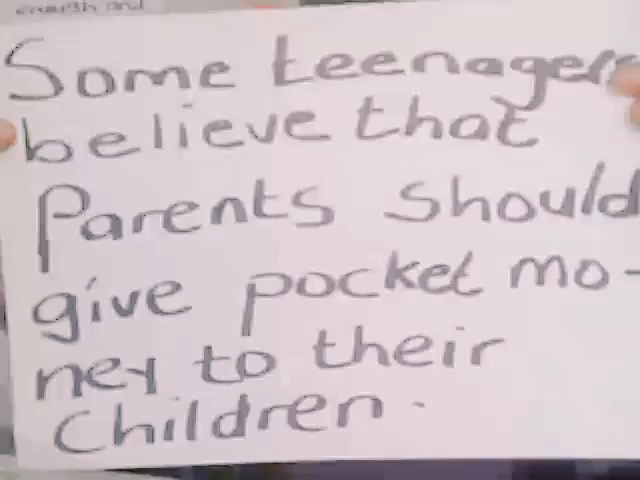 Some teenagers
believe that
Parents should
give pocket mo-
ney to their
Children.